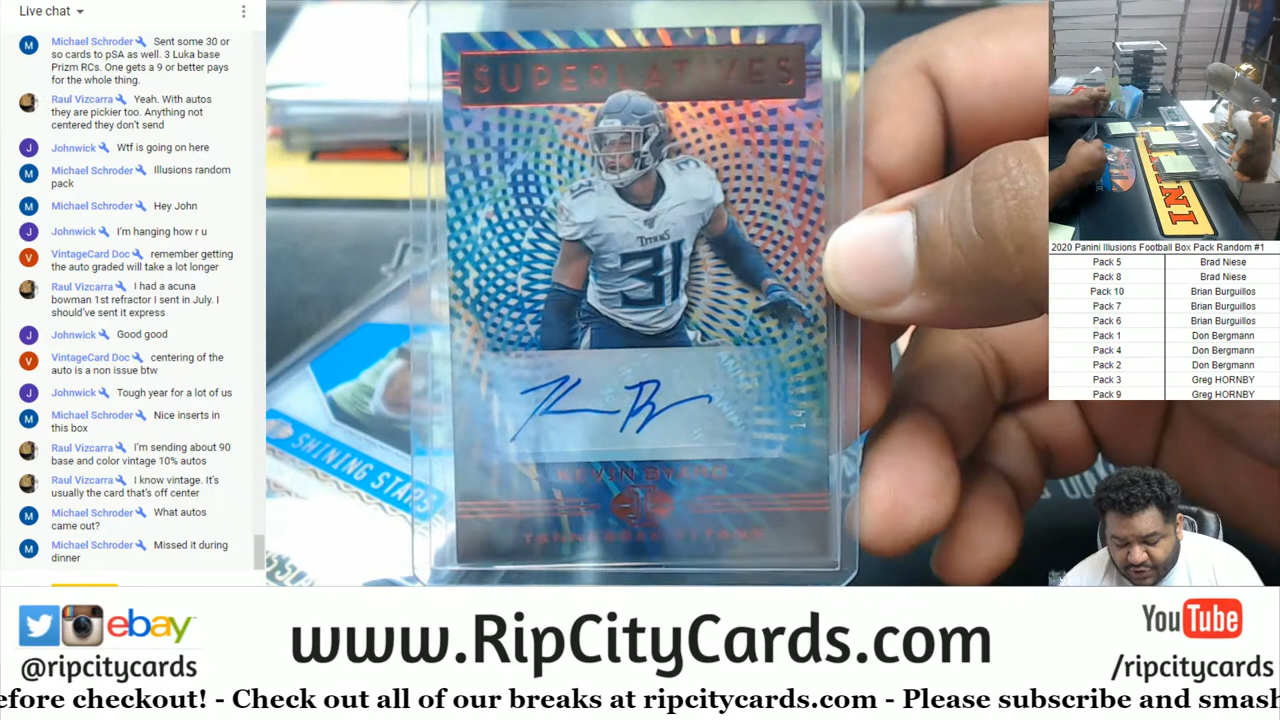 Live chat
Michael Schroder Sent some 30 or
so cards to pSA as well. 3 Luka base
Prizm RCs. One gets a 9 or better pays
for the whole thing.
Raul Vizcarra Yeah. With autos
they are pickier too. Anything not
centered they don't send
Johnwick Wtf is going on here
Michael Schroder Illusions random
pack
Michael Schroder Hey John
Johnwick I'm hanging how r u
VintageCard Doc remember getting
the auto graded will take a lot longer
Raul Vizcarra I had a acuna
bowman 1st refractor I sent in July. I
should've sent it express
Johnwick Good good
VintageCard Doc centering of the
auto is a non issue btw
Johnwick Tough year for a lot of us
Michael Schroder Nice inserts in
this box
Raul Vizcarra I'm sending about 90
base and color vintage 10% autos
Raul Vizcarra I know vintage. It's
usually the card that's off center
Michael Schroder What autos
came out?
Michael Schroder Missed it during
dinner
SUPERLATIVES
31
TITANS
31
KEVIN BYARD
TENNESSEE TITANS
SHINING STARS
2020 Panini Illusions Football Box Pack Random #1
Pack 5 Brad Niese
Pack 8 Brad Niese
Pack 10 Brian Burguillos
Pack 7 Brian Burguillos
Pack 6 Brian Burguillos
Pack 1 Don Bergmann
Pack 4 Don Bergmann
Pack 2 Don Bergmann
Pack 3 Greg HORNBY
Pack 9 Greg HORNBY
ebay
@ripcitycards
www.RipCityCards.com
YouTube
/ripcitycards
efore checkout! - Check out all of our breaks at ripcitycards.com - Please subscribe and smash